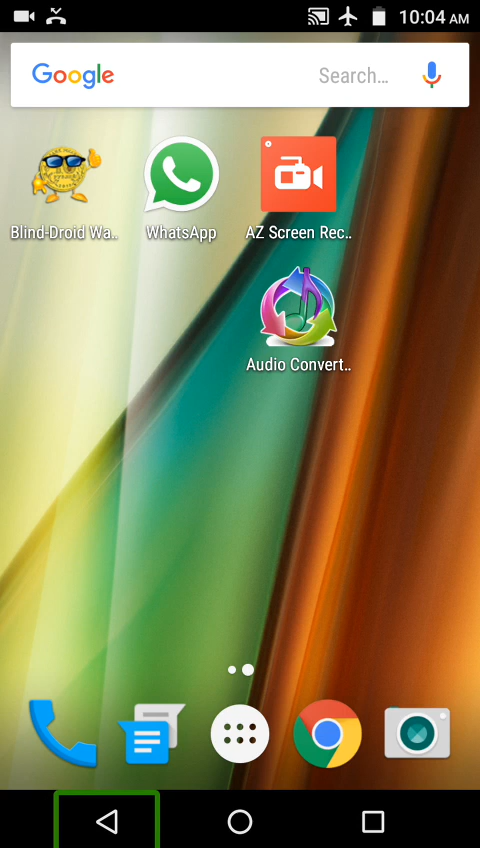 10:04 AM
Google Search...
Blind-Droid Wa.. WhatsApp AZ Screen Rec..
Audio Convert..